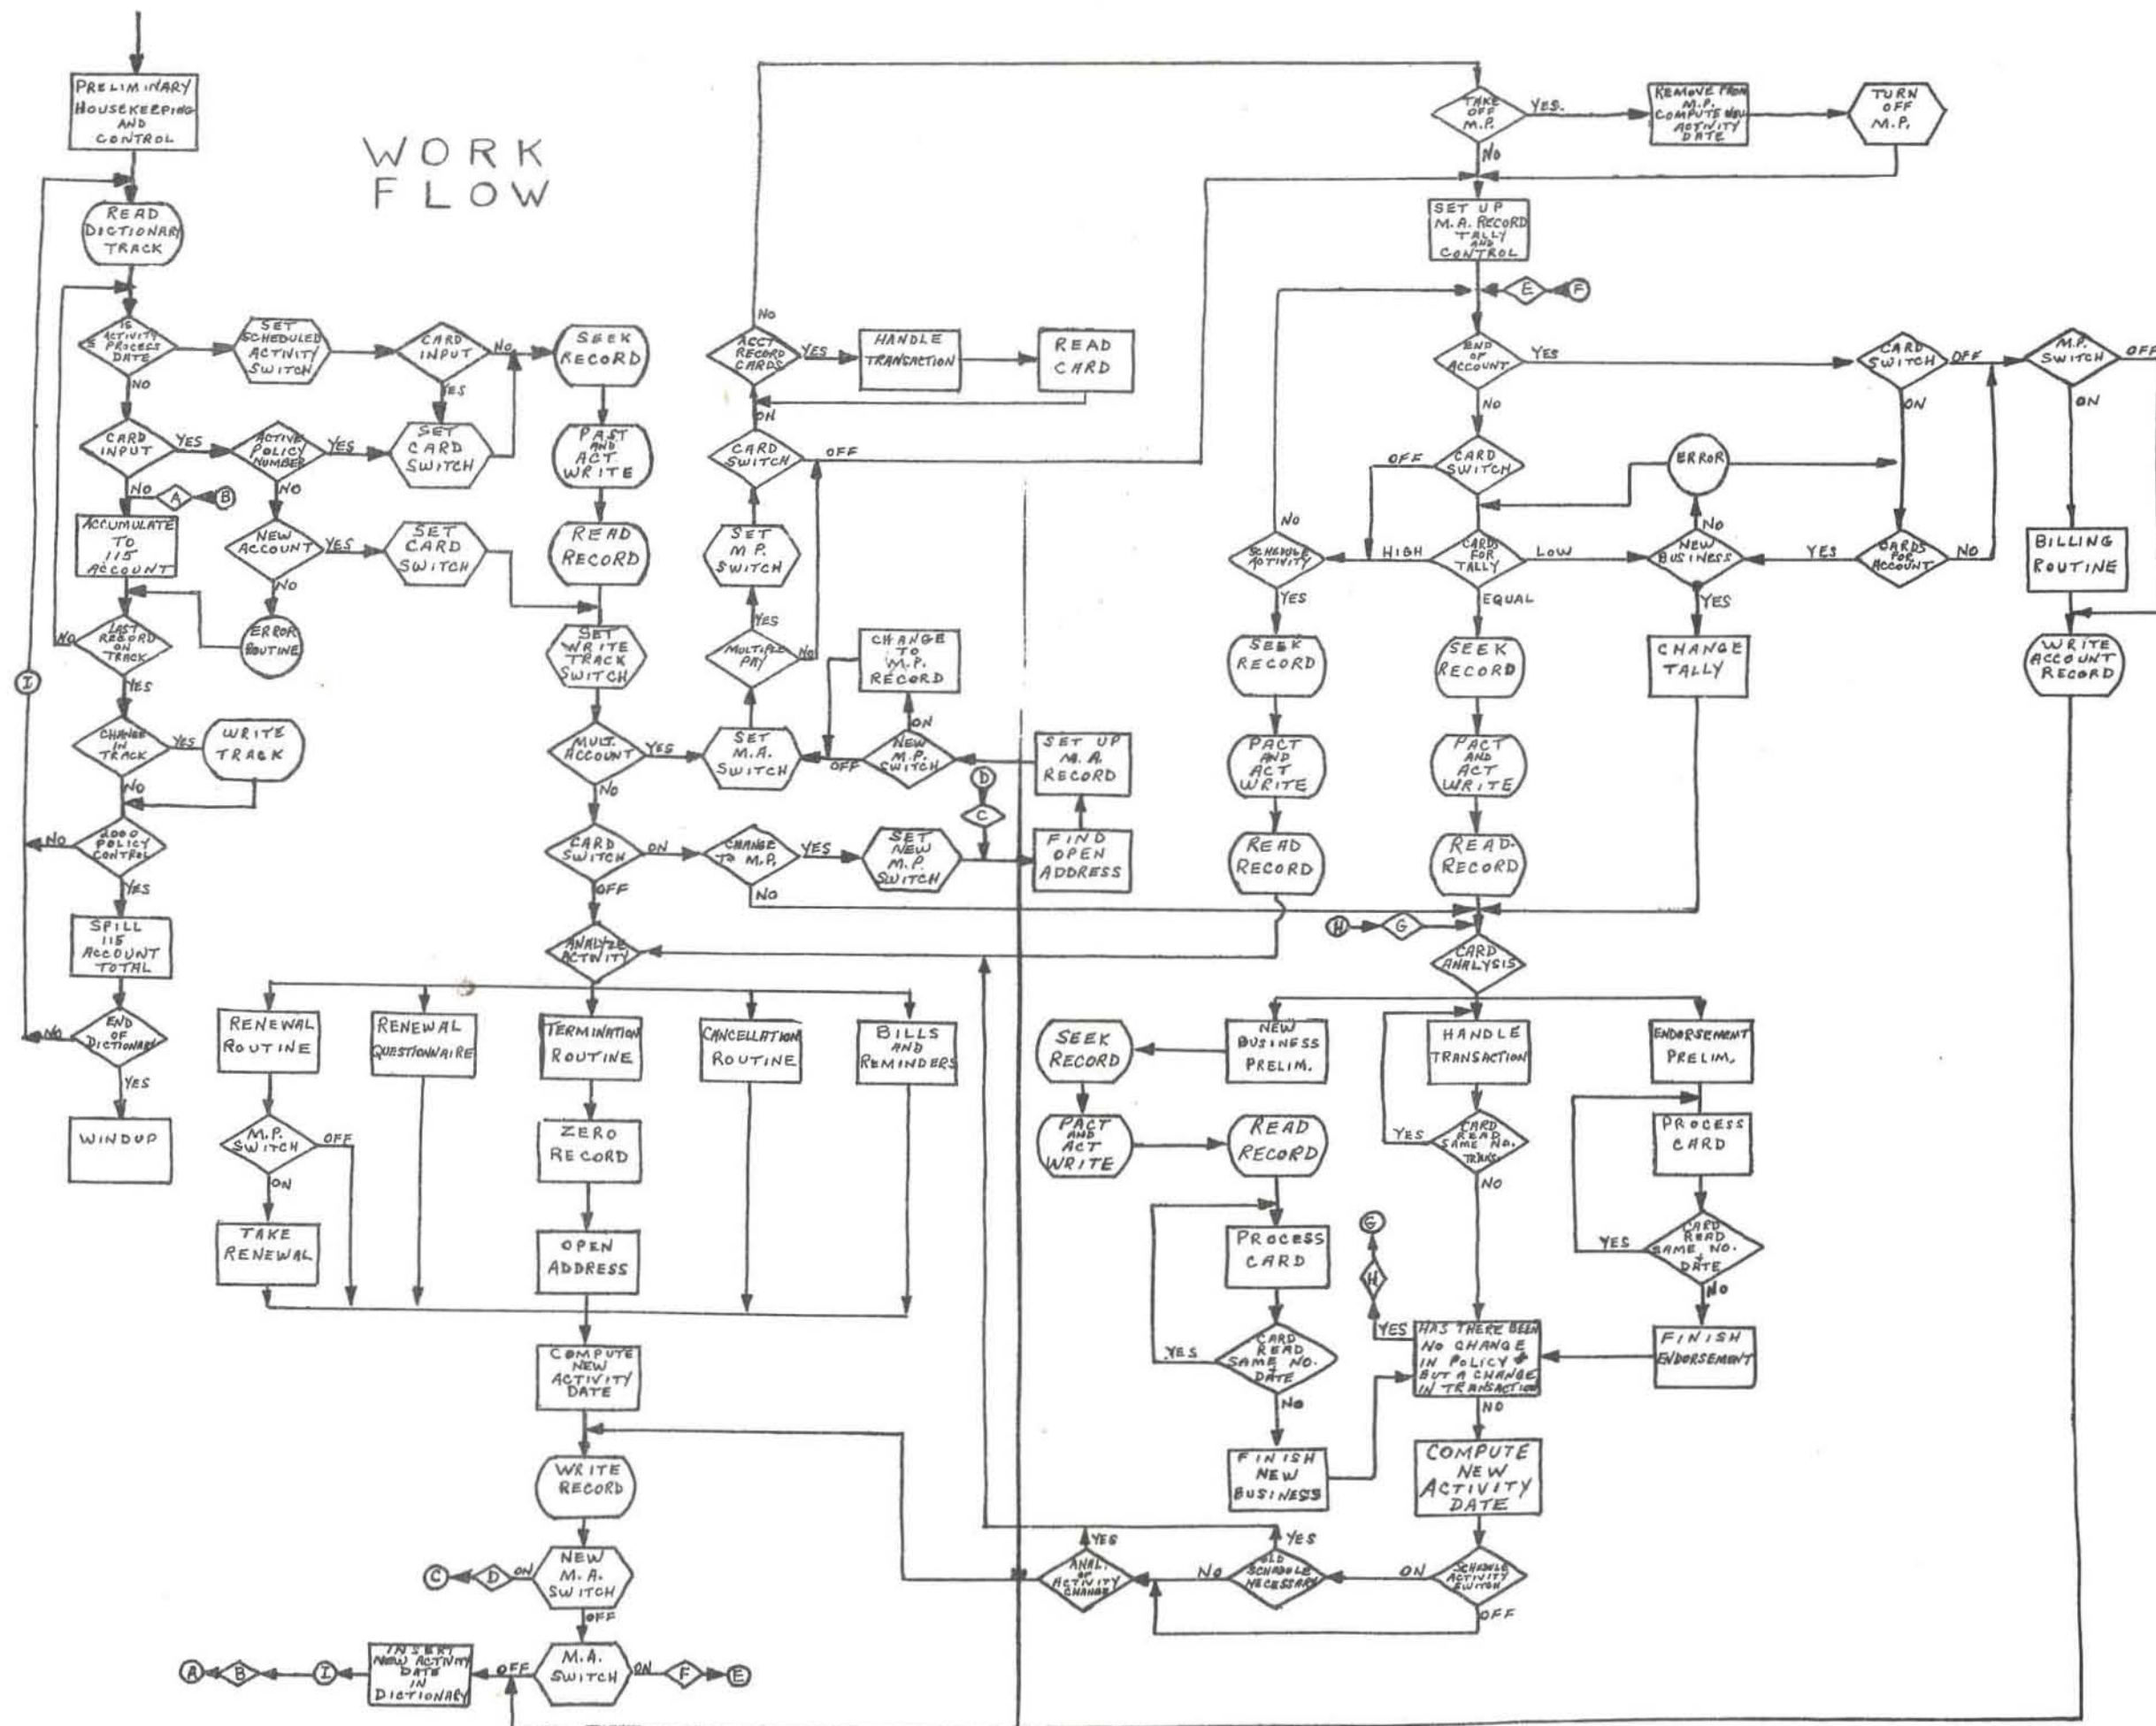 WORK
FLOW
PRELIMINARY
HOUSEKEEPING
AND
CONTROL
READ
DICTIONARY
TRACK
IS
ACTIVITY
PROCESS
DATE
NO
SET
SCHEDULED
ACTIVITY
SWITCH
CARD
INPUT
NO
YES
SEEK
RECORD
CARD
INPUT
YES
NO
ACTIVE
POLICY
NUMBER
YES
NO
SET
CARD
SWITCH
PAST
AND
ACT.
WRITE
A
B
ACCUMULATE
TO
115
ACCOUNT
NEW
ACCOUNT
YES
NO
SET
CARD
SWITCH
READ
RECORD
LAST
RECORD
ON
TRACK
NO
YES
ERROR
ROUTINE
SET
WRITE
TRACK
SWITCH
I
CHANGE
IN
TRACK
YES
NO
WRITE
TRACK
MULT.
ACCOUNT
YES
NO
2000
POLICY
CONTROL
NO
YES
CARD
SWITCH
ON
OFF
SPILL
115
ACCOUNT
TOTAL
ANALYZE
ACTIVITY
END
OF
DICTIONARY
NO
YES
WINDUP
RENEWAL
ROUTINE
RENEWAL
QUESTIONNAIRE
TERMINATION
ROUTINE
CANCELLATION
ROUTINE
BILLS
AND
REMINDERS
M.P.
SWITCH
OFF
ON
ZERO
RECORD
TAKE
RENEWAL
OPEN
ADDRESS
COMPUTE
NEW
ACTIVITY
DATE
WRITE
RECORD
NEW
M.A.
SWITCH
ON
D
C
OFF
M.A.
SWITCH
OFF
ON
F
E
INSERT
NEW ACTIVITY
DATE
IN
DICTIONARY
I
B
A
NO
ACCT
RECORD
CARDS
YES
HANDLE
TRANSACTION
READ
CARD
ON
CARD
SWITCH
OFF
SET
M.P.
SWITCH
YES
MULTIPLE
PAY
NO
CHANGE
TO
M.P.
RECORD
ON
SET
M.A.
SWITCH
OFF
NEW
M.P.
SWITCH
SET UP
M.A.
RECORD
D
C
CHANGE
TO M.P.
YES
NO
SET
NEW
M.P.
SWITCH
FIND
OPEN
ADDRESS
TAKE
OFF
M.P.
YES.
NO
REMOVE FROM
M.P.
COMPUTE NEW
ACTIVITY
DATE
TURN
OFF
M.P.
SET UP
M.A. RECORD
TALLY
AND
CONTROL
E
F
END
OF
ACCOUNT
YES
NO
CARD
SWITCH
OFF
ON
M.P.
SWITCH
OFF
ON
CARD
SWITCH
OFF
ERROR
NO
SCHEDULE
ACTIVITY
NO
YES
HIGH
CARDS
FOR
TALLY
LOW
EQUAL
NEW
BUSINESS
YES
YES
CARDS
FOR
ACCOUNT
NO
BILLING
ROUTINE
SEEK
RECORD
SEEK
RECORD
CHANGE
TALLY
WRITE
ACCOUNT
RECORD
PACT
AND
ACT
WRITE
PACT
AND
ACT
WRITE
READ
RECORD
READ
RECORD
H
G
CARD
ANALYSIS
SEEK
RECORD
NEW
BUSINESS
PRELIM.
HANDLE
TRANSACTION
ENDORSEMENT
PRELIM.
PACT
AND
ACT
WRITE
READ
RECORD
YES
CARD
READ
SAME NO.
TRANS.
NO
PROCESS
CARD
PROCESS
CARD
YES
CARD
READ
SAME NO.
+
DATE
NO
G
H
YES
CARD
READ
SAME NO.
+
DATE
NO
YES
HAS THERE BEEN
NO CHANGE
IN POLICY #
BUT A CHANGE
IN TRANSACTION
NO
FINISH
ENDORSEMENT
FINISH
NEW
BUSINESS
COMPUTE
NEW
ACTIVITY
DATE
YES
ANAL.
OF
ACTIVITY
CHANGE
NO
YES
OLD
SCHEDULE
NECESSARY
ON
SCHEDULE
ACTIVITY
SWITCH
OFF